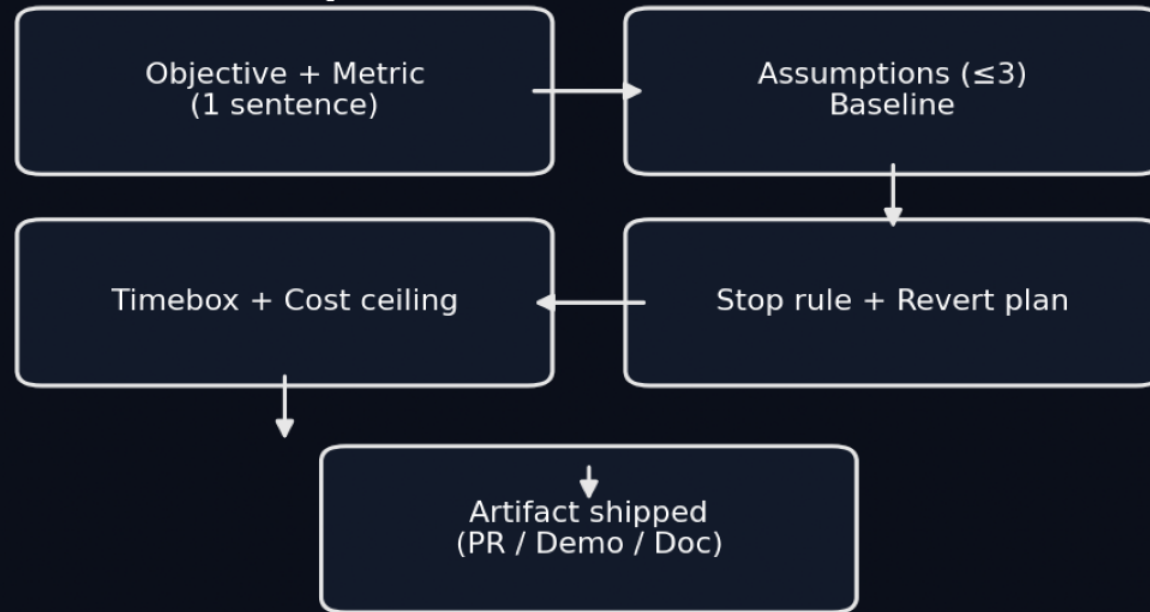 Objective + Metric
(1 sentence)
Assumptions (≤3)
Baseline
Stop rule + Revert plan
Timebox + Cost ceiling
Artifact shipped
(PR / Demo / Doc)